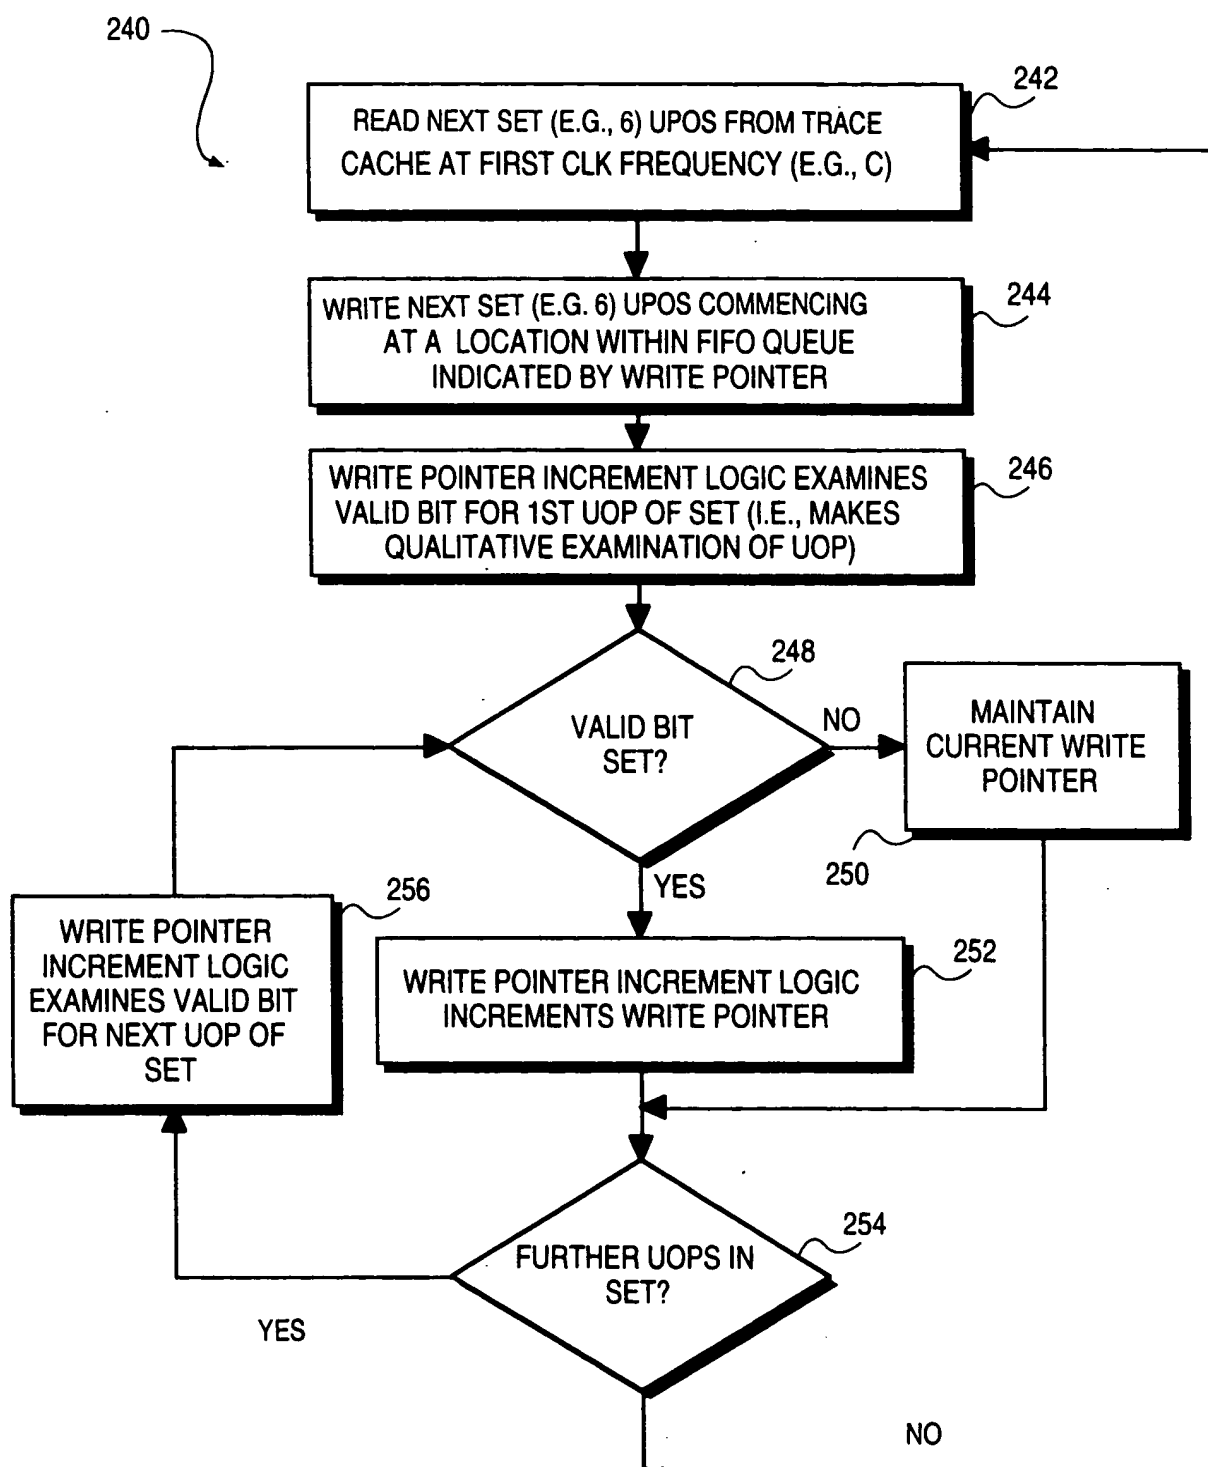 240
242
READ NEXT SET (E.G., 6) UPOS FROM TRACE
CACHE AT FIRST CLK FREQUENCY (E.G., C)
244
WRITE NEXT SET (E.G. 6) UPOS COMMENCING
AT A LOCATION WITHIN FIFO QUEUE
INDICATED BY WRITE POINTER
246
WRITE POINTER INCREMENT LOGIC EXAMINES
VALID BIT FOR 1ST UOP OF SET (I.E., MAKES
QUALITATIVE EXAMINATION OF UOP)
248
VALID BIT
SET?
NO
MAINTAIN
CURRENT WRITE
POINTER
250
YES
256
WRITE POINTER
INCREMENT LOGIC
EXAMINES VALID BIT
FOR NEXT UOP OF
SET
252
WRITE POINTER INCREMENT LOGIC
INCREMENTS WRITE POINTER
254
FURTHER UOPS IN
SET?
YES
NO